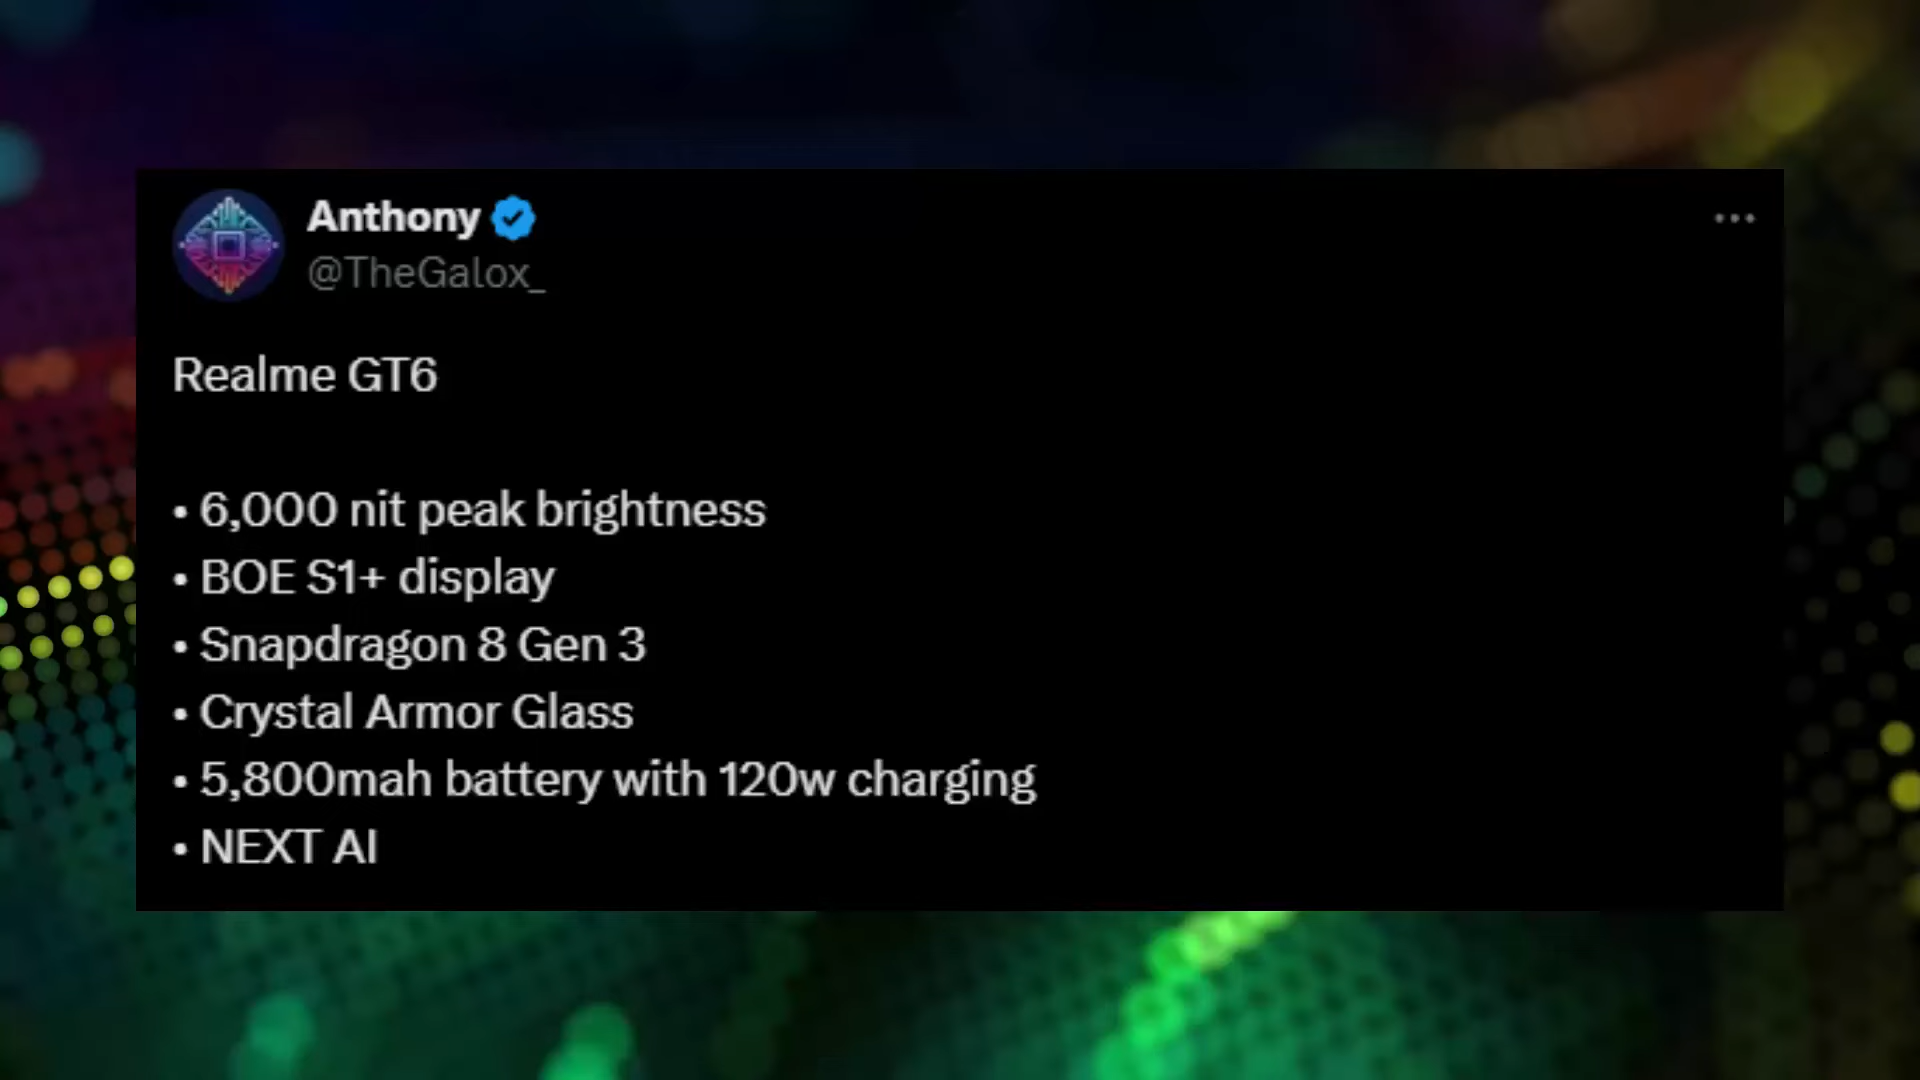 Anthony
@TheGalox_
Realme GT6
• 6,000 nit peak brightness
• BOE S1+ display
• Snapdragon 8 Gen 3
• Crystal Armor Glass
• 5,800mah battery with 120w charging
• NEXT AI